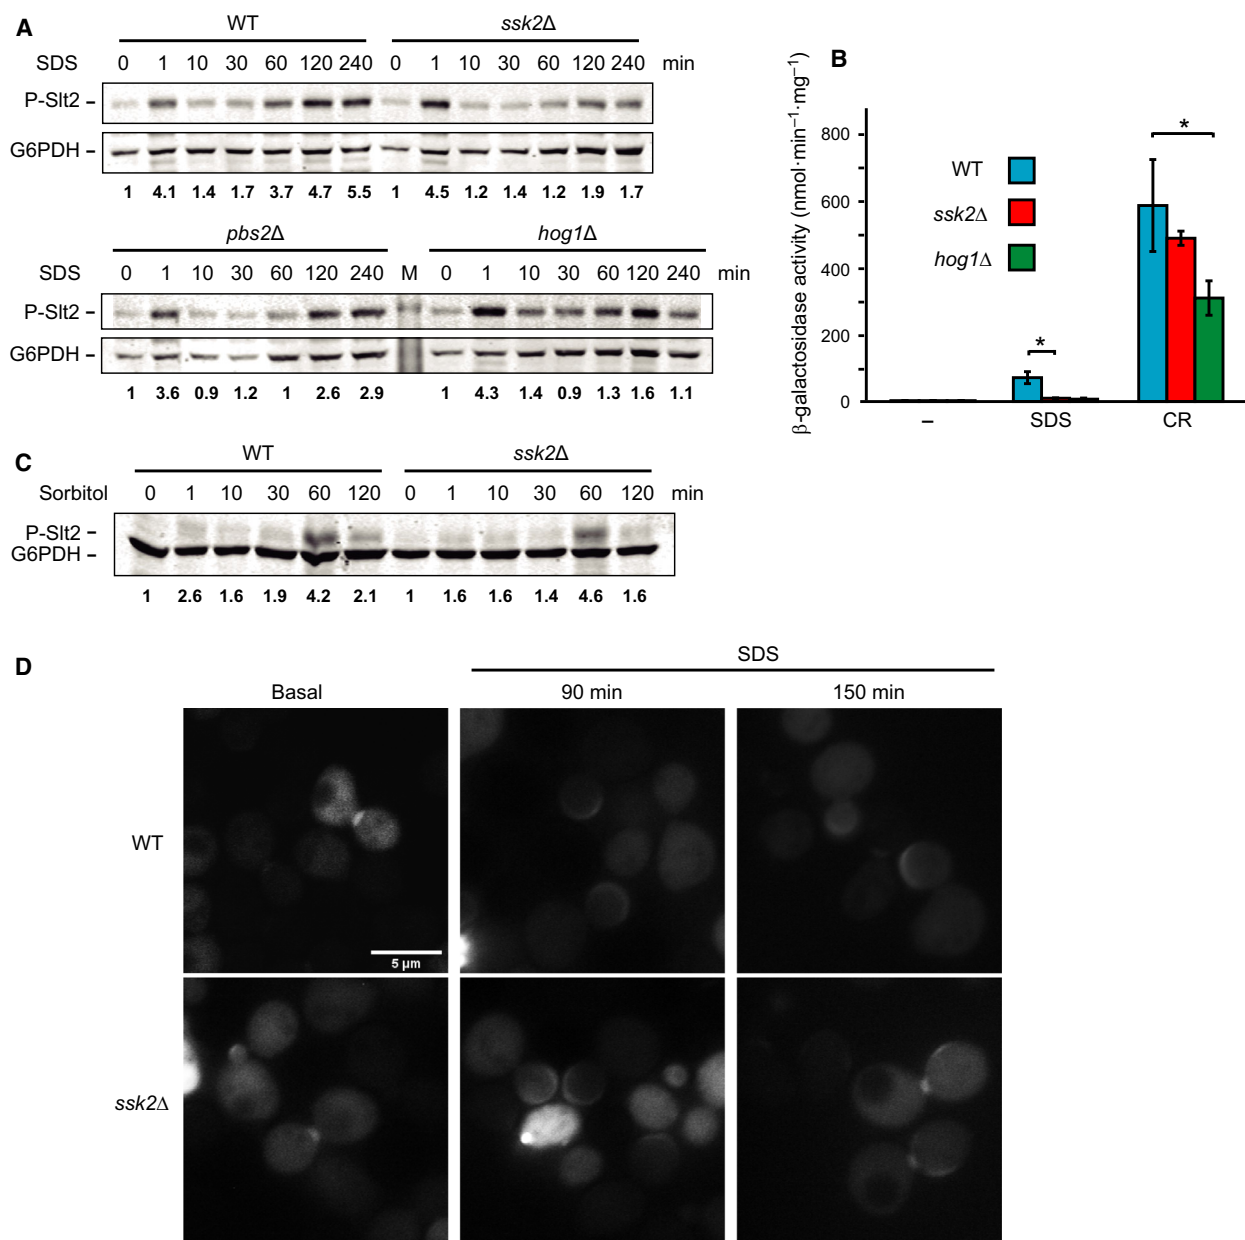 A
WT
ssk2Δ
SDS 0 1 10 30 60 120 240 0 1 10 30 60 120 240 min
P-Slt2
G6PDH
1 4.1 1.4 1.7 3.7 4.7 5.5 1 4.5 1.2 1.4 1.2 1.9 1.7
pbs2Δ
hog1Δ
SDS 0 1 10 30 60 120 240 M 0 1 10 30 60 120 240 min
P-Slt2
G6PDH
1 3.6 0.9 1.2 1 2.6 2.9 1 4.3 1.4 0.9 1.3 1.6 1.1
B
β-galactosidase activity (nmol·min⁻¹·mg⁻¹)
800
600
400
200
0
WT
ssk2Δ
hog1Δ
*
*
– SDS CR
C
WT
ssk2Δ
Sorbitol 0 1 10 30 60 120 0 1 10 30 60 120 min
P-Slt2
G6PDH
1 2.6 1.6 1.9 4.2 2.1 1 1.6 1.6 1.4 4.6 1.6
D
SDS
Basal 90 min 150 min
WT
5 µm
ssk2Δ